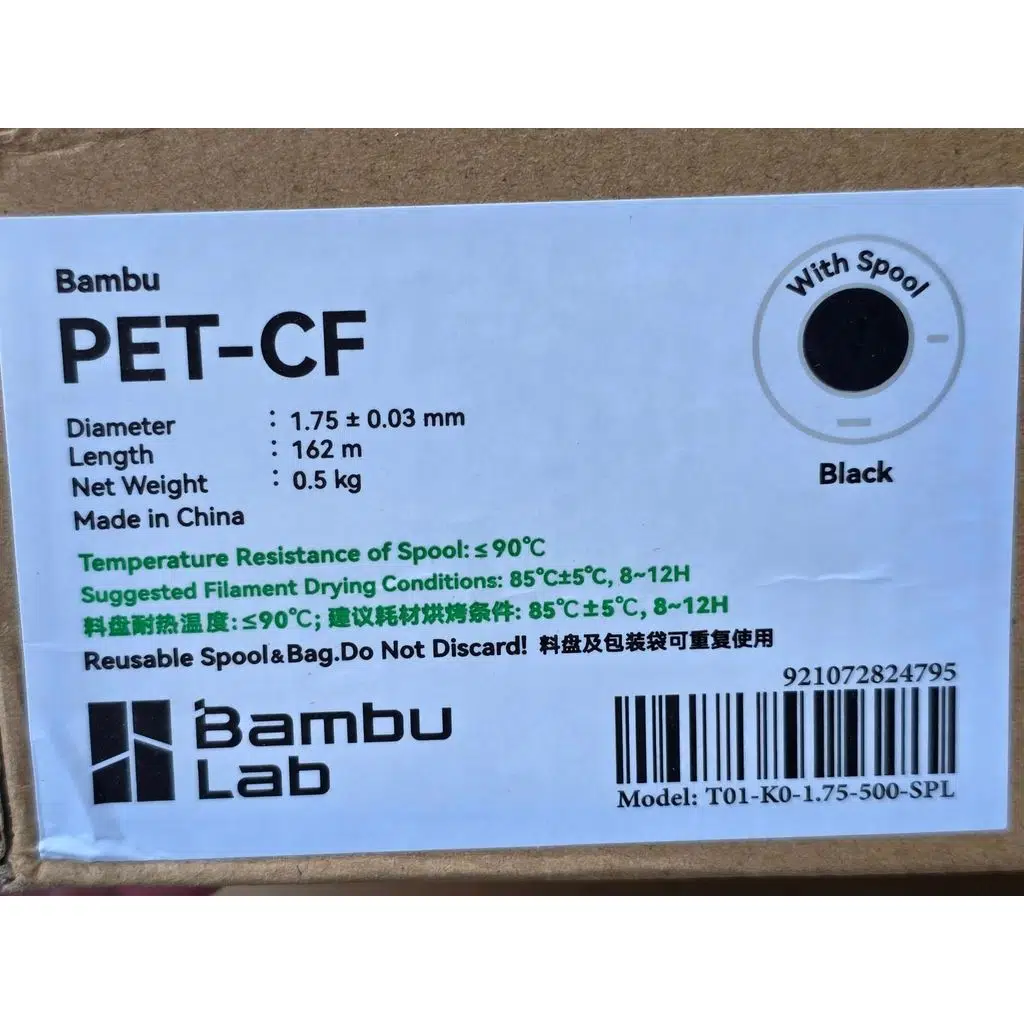 Bambu
PET-CF
With Spool
Diameter : 1.75 ± 0.03 mm
Length : 162 m
Net Weight : 0.5 kg
Black
Made in China
Temperature Resistance of Spool: ≤ 90℃
Suggested Filament Drying Conditions: 85℃±5℃, 8~12H
料盘耐热温度: ≤90℃; 建议耗材烘烤条件: 85℃±5℃, 8~12H
Reusable Spool&Bag.Do Not Discard! 料盘及包装袋可重复使用
921072824795
Bambu
Lab
Model: T01-K0-1.75-500-SPL